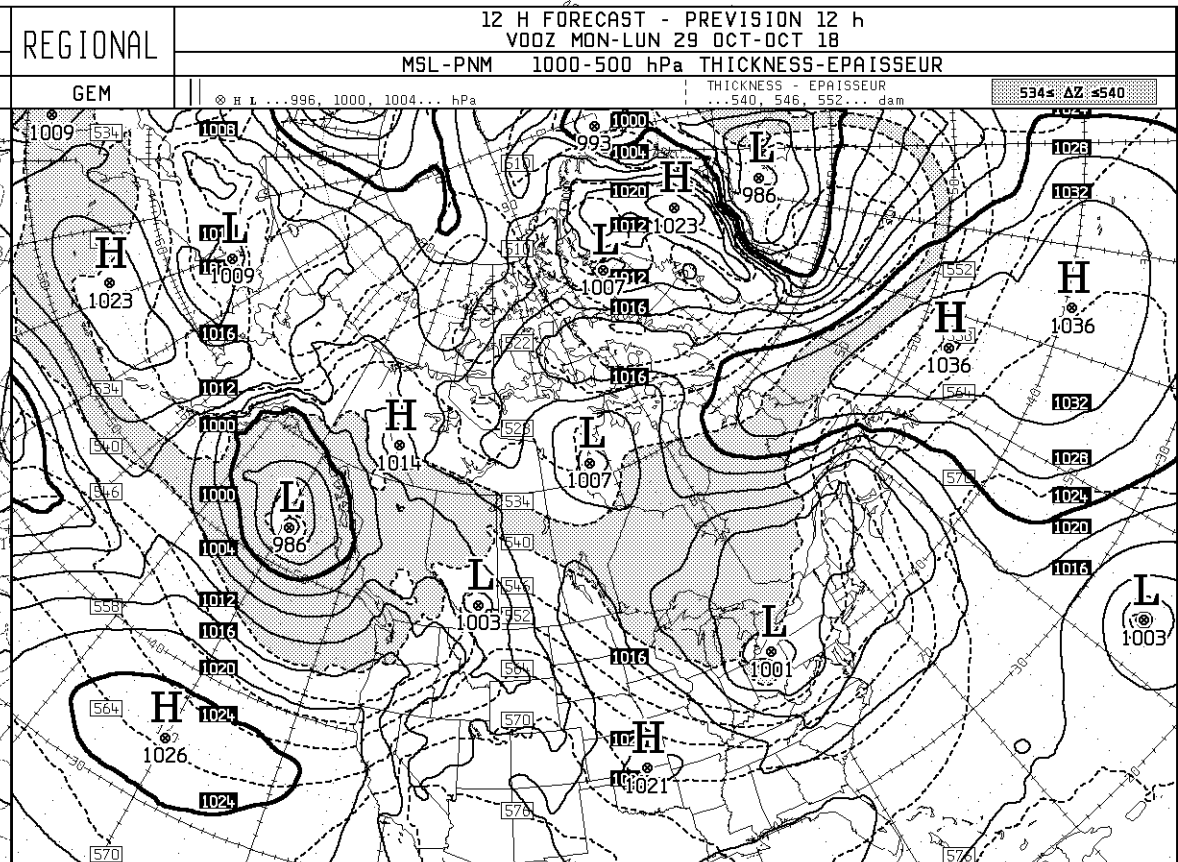 REGIONAL
GEM
12 H FORECAST - PREVISION 12 h
V00Z MON-LUN 29 OCT-OCT 18
MSL-PNM 1000-500 hPa THICKNESS-EPAISSEUR
⊗ H L ...996, 1000, 1004... hPa
THICKNESS - EPAISSEUR
...540, 546, 552... dam
534≤ ΔZ ≤540
1009
534
1008
993
1000
1004
510
L
986
1028
1020
H
1023
1032
1012
L
1009
H
1023
510
L
1007
1012
552
H
1036
1016
1016
522
H
1036
534
1012
1016
564
1032
1000
H
1014
528
L
1007
540
1028
546
1000
L
986
534
570
1024
1020
1004
540
1016
558
1012
L
1003
546
552
L
1003
1016
L
1001
1016
1020
564
564
H
1026
1024
570
H
1021
1024
576
570
576